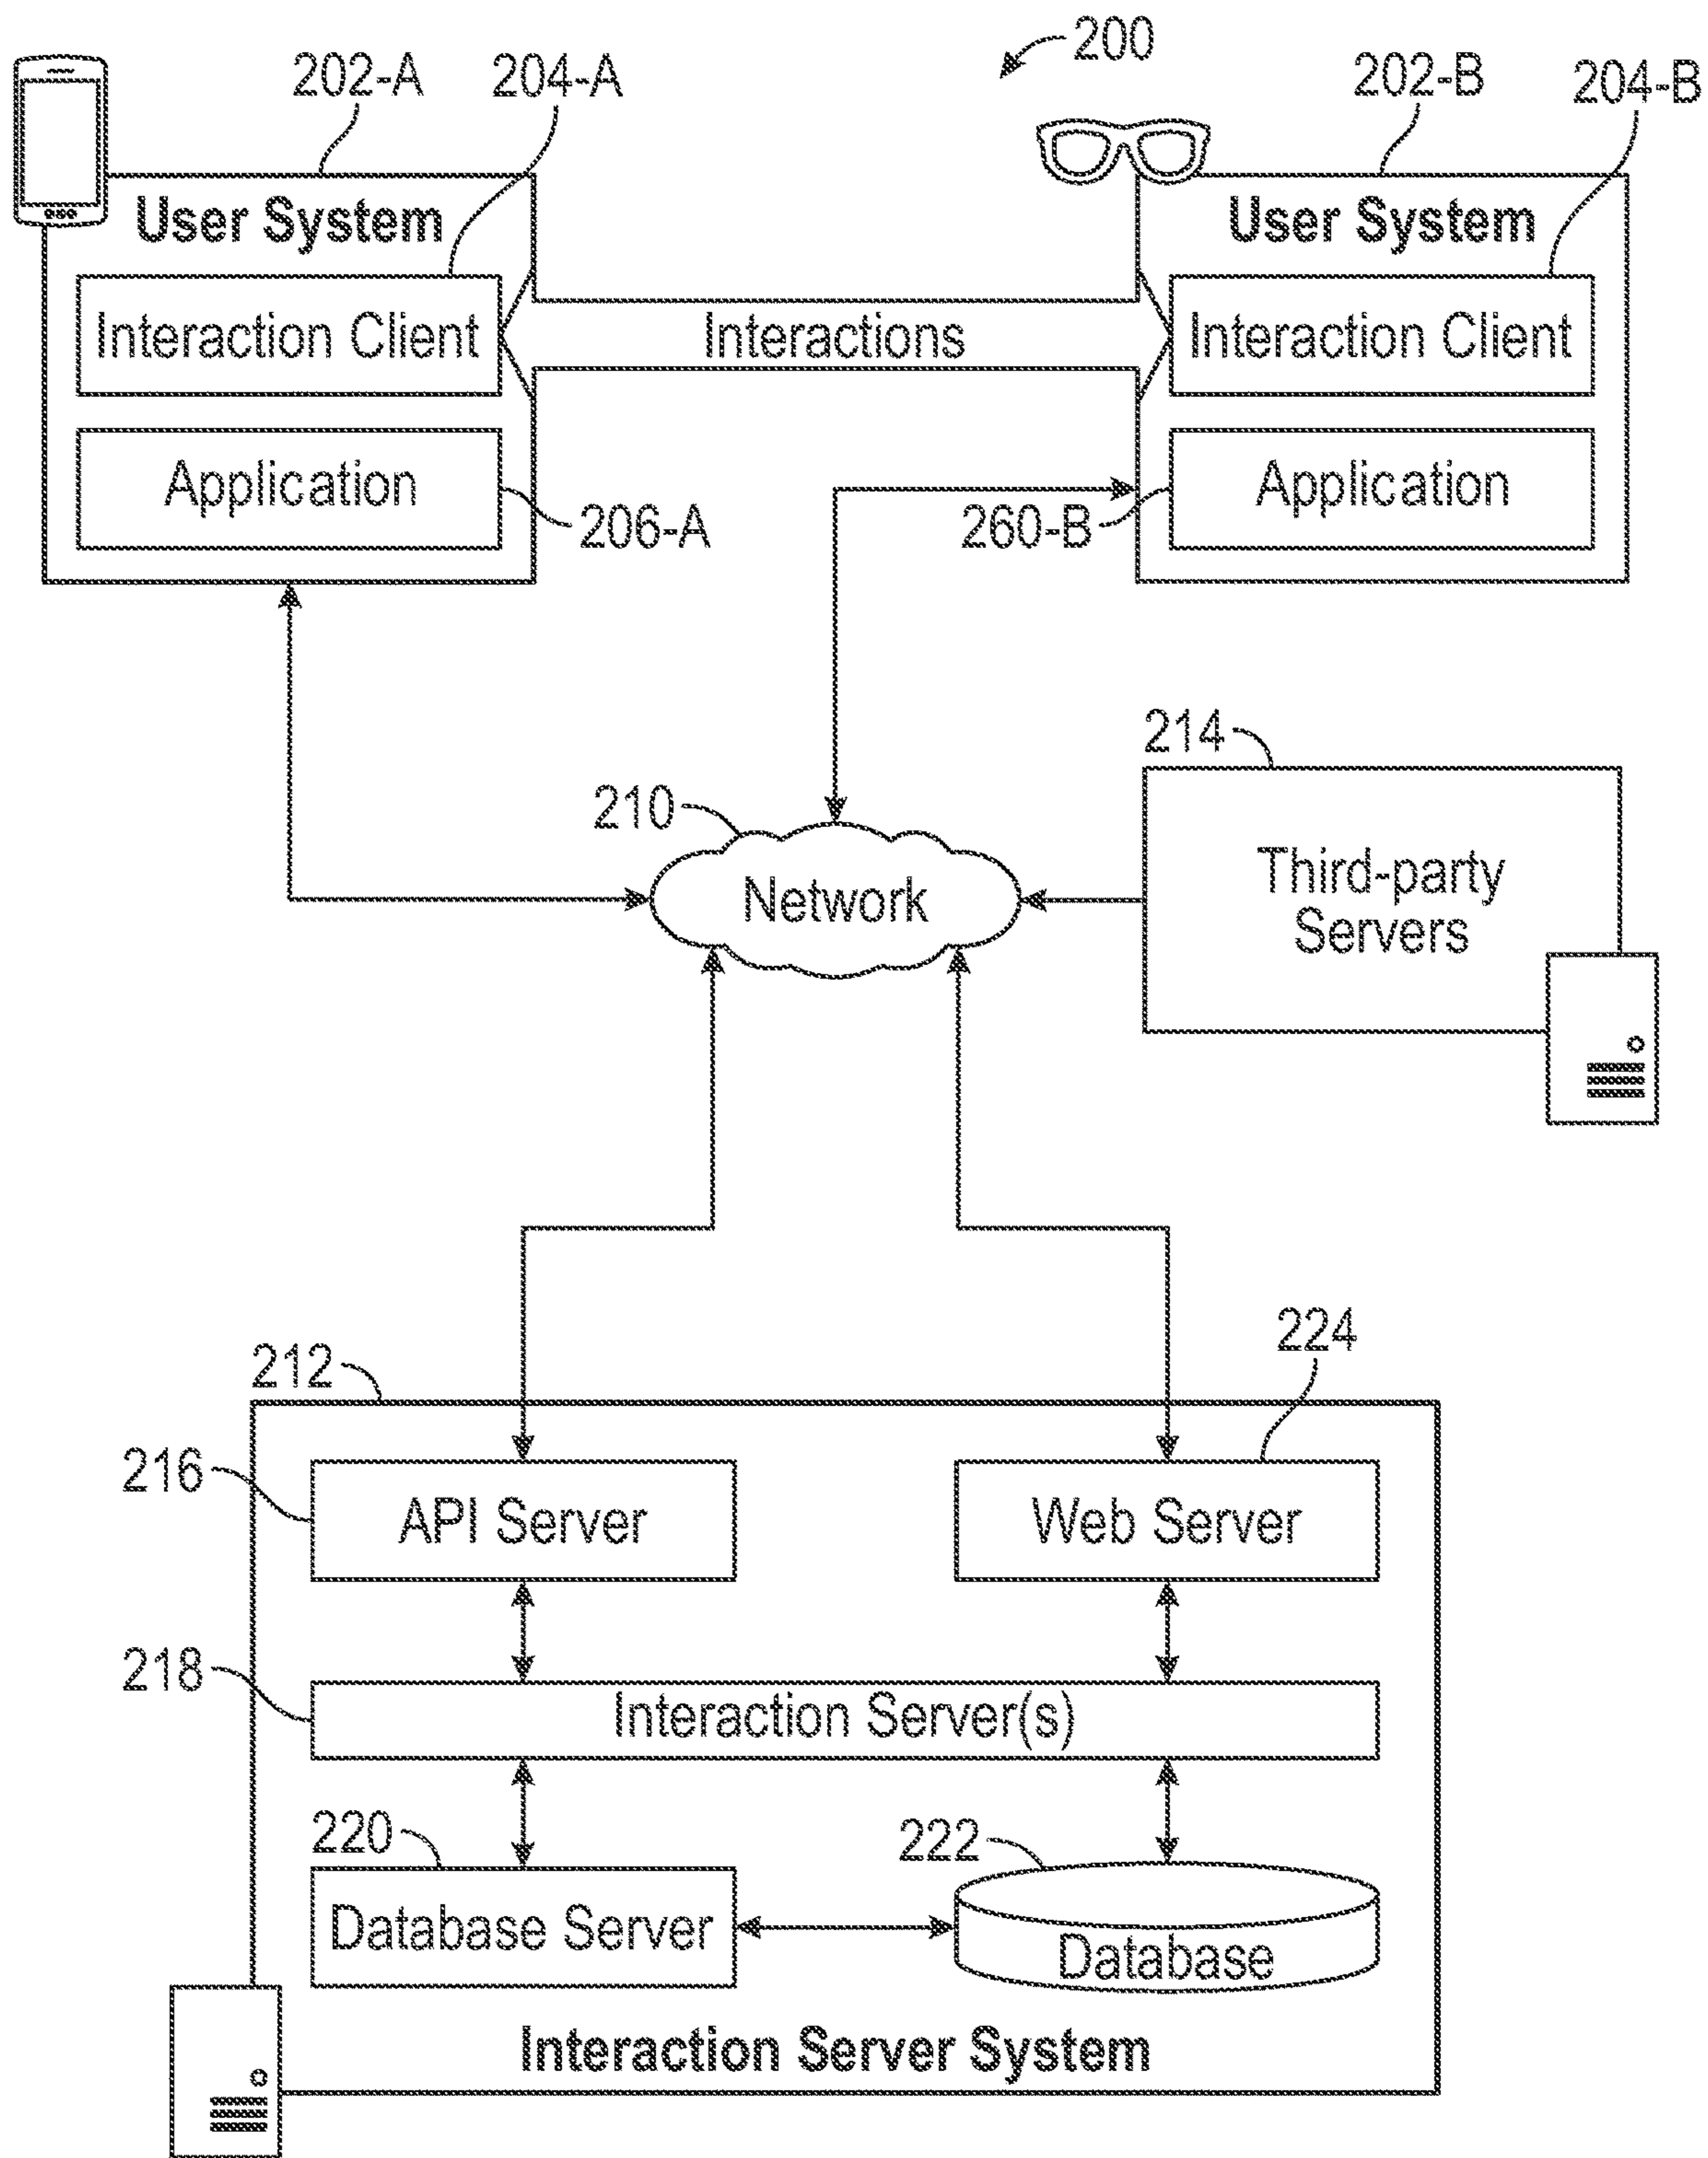 200
202-A
204-A
202-B
204-B
User System
User System
Interaction Client
Interactions
Interaction Client
Application
Application
206-A
260-B
214
210
Network
Third-party
Servers
212
224
216
API Server
Web Server
218
Interaction Server(s)
220
222
Database Server
Database
Interaction Server System